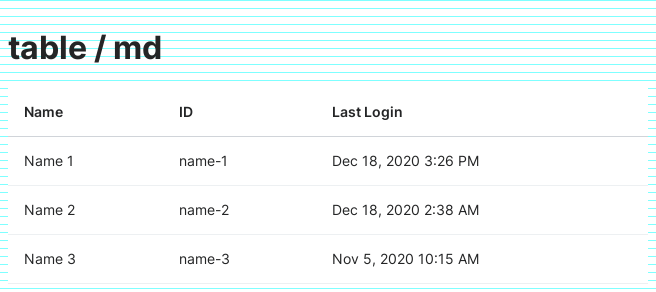 table / md
Name ID Last Login
Name 1 name-1 Dec 18, 2020 3:26 PM
Name 2 name-2 Dec 18, 2020 2:38 AM
Name 3 name-3 Nov 5, 2020 10:15 AM